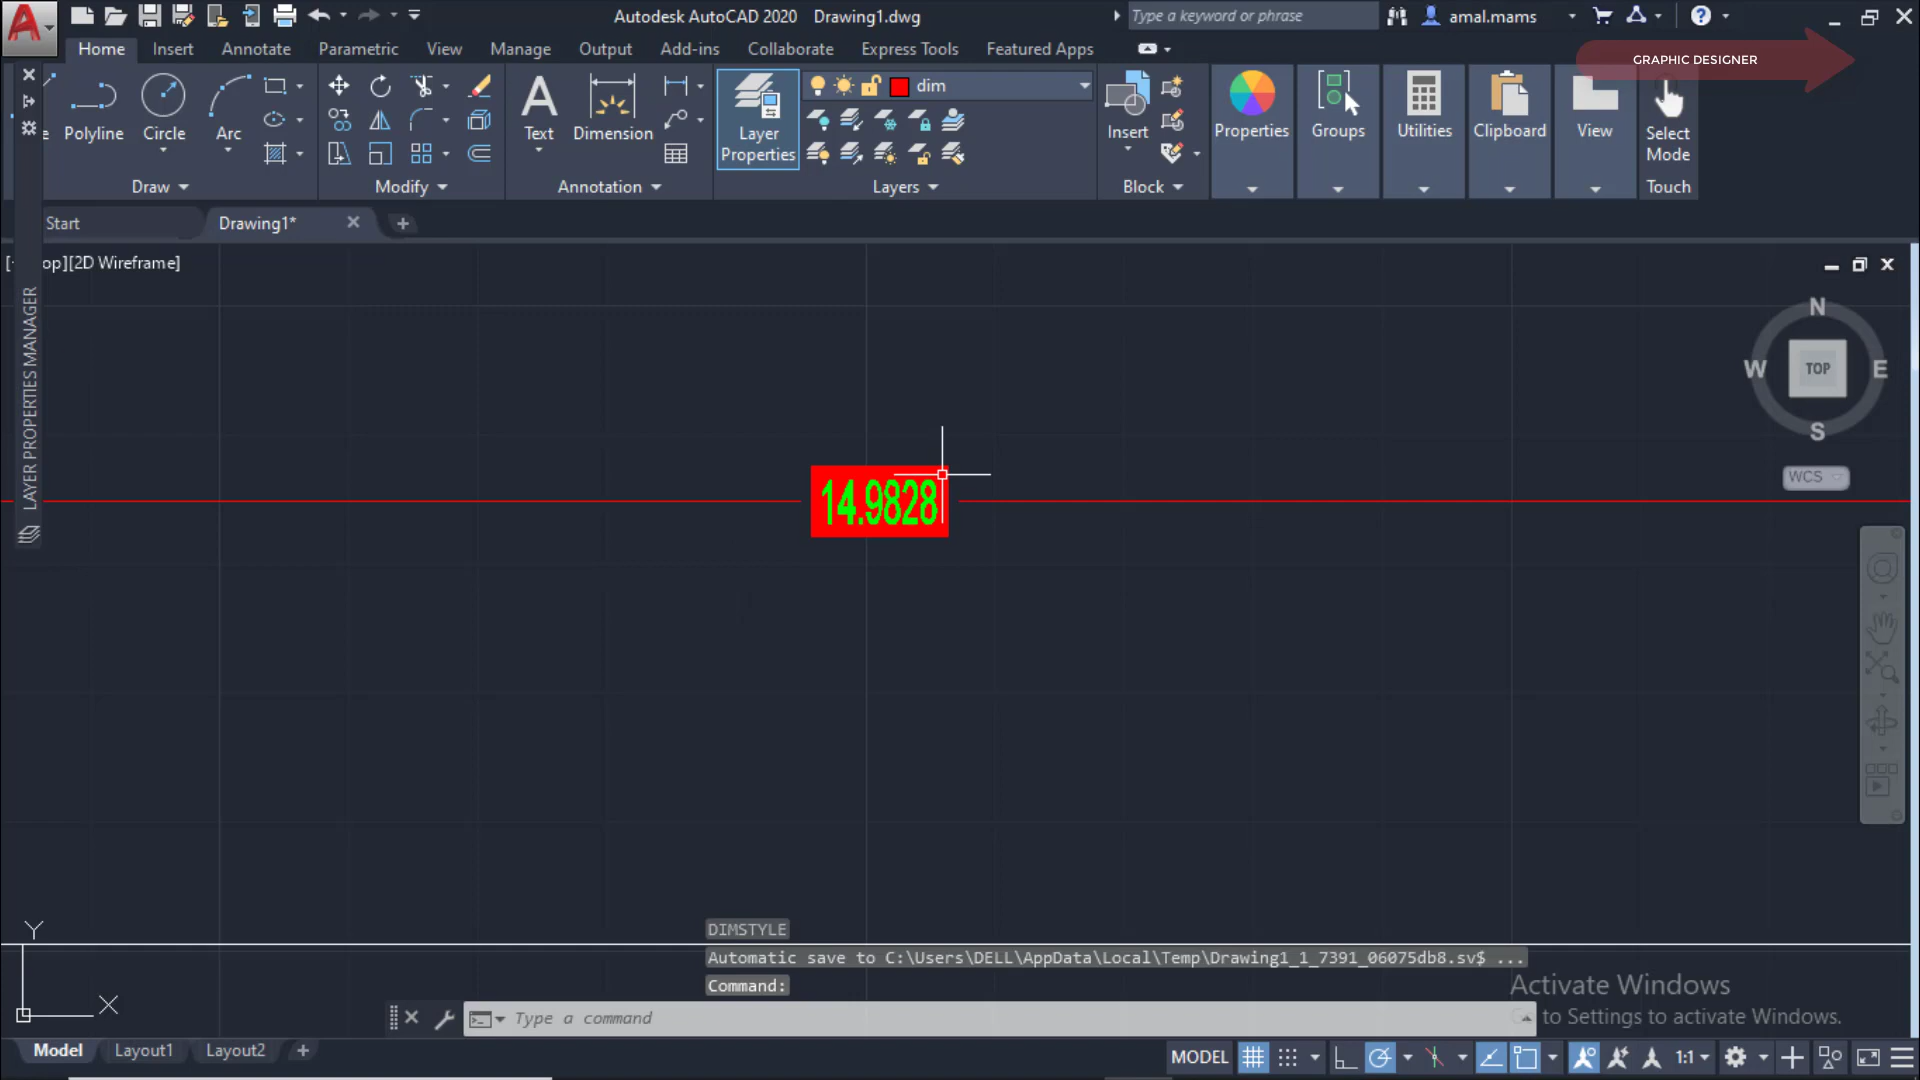 Autodesk AutoCAD 2020 Drawing1.dwg
Type a keyword or phrase
amal.mams
Home Insert Annotate Parametric View Manage Output Add-ins Collaborate Express Tools Featured Apps
GRAPHIC DESIGNER
Polyline Circle Arc
Text Dimension
Layer Properties
dim
Insert
Properties Groups Utilities Clipboard View
Select Mode
Draw Modify Annotation Layers Block Touch
Start Drawing1*
[2D Wireframe]
LAYER PROPERTIES MANAGER
N
W TOP E
S
WCS
14.9828
Y
X
DIMSTYLE
Automatic save to C:\Users\DELL\AppData\Local\Temp\Drawing1_1_7391_06075db8.sv$ ...
Command:
Type a command
Activate Windows
to Settings to activate Windows.
Model Layout1 Layout2
MODEL 1:1